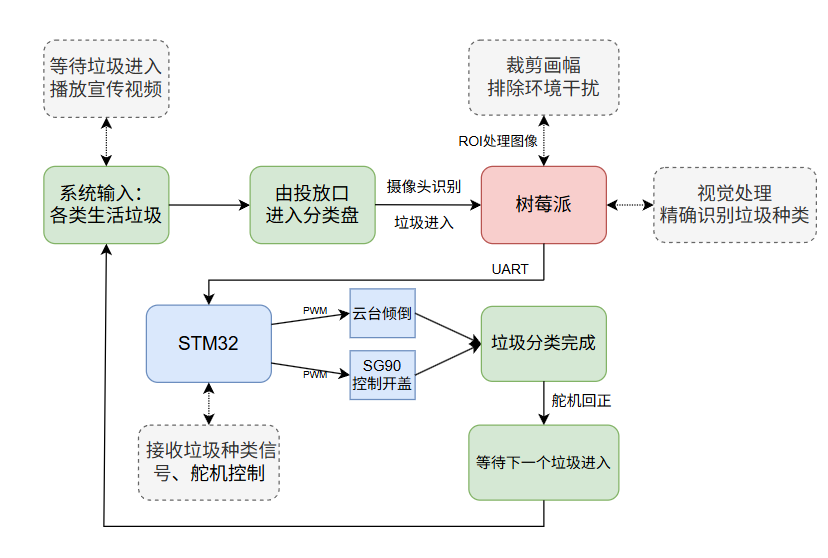 等待垃圾进入
播放宣传视频
裁剪画幅
排除环境干扰
ROI处理图像
系统输入：
各类生活垃圾
由投放口
进入分类盘
摄像头识别
垃圾进入
树莓派
视觉处理
精确识别垃圾种类
UART
STM32
PWM
云台倾倒
PWM
SG90
控制开盖
垃圾分类完成
舵机回正
接收垃圾种类信
号、舵机控制
等待下一个垃圾进入